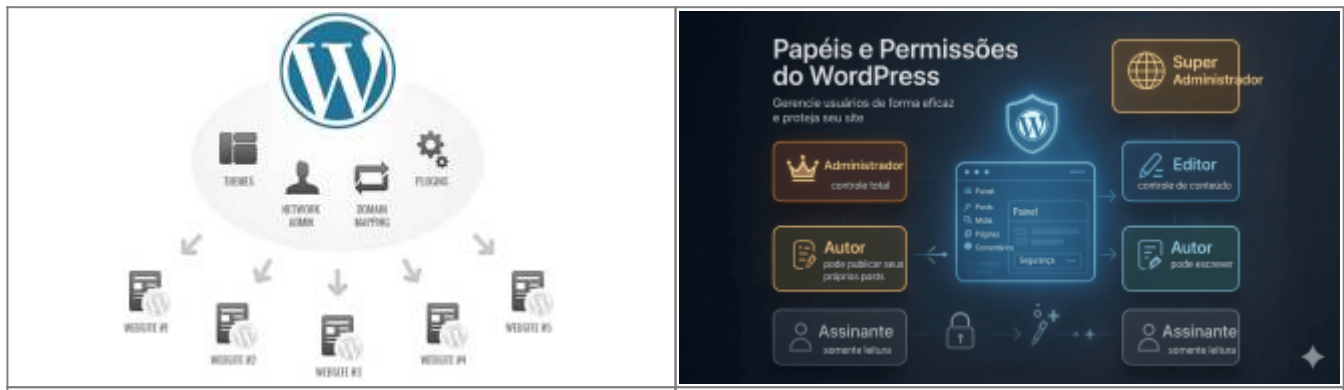 THEMES
NETWORK
ADMIN
DOMAIN
MAPPING
PLUGINS
WEBSITE #1
WEBSITE #2
WEBSITE #3
WEBSITE #4
WEBSITE #5
Papéis e Permissões
do WordPress
Gerencie usuários de forma eficaz
e proteja seu site
Super
Administrador
Administrador
controle total
Editor
controle de conteúdo
Painel
Posts
Mídia
Páginas
Comentários
Painel
Segurança
Autor
pode publicar seus
próprios posts
Autor
pode escrever
Assinante
somente leitura
Assinante
somente leitura